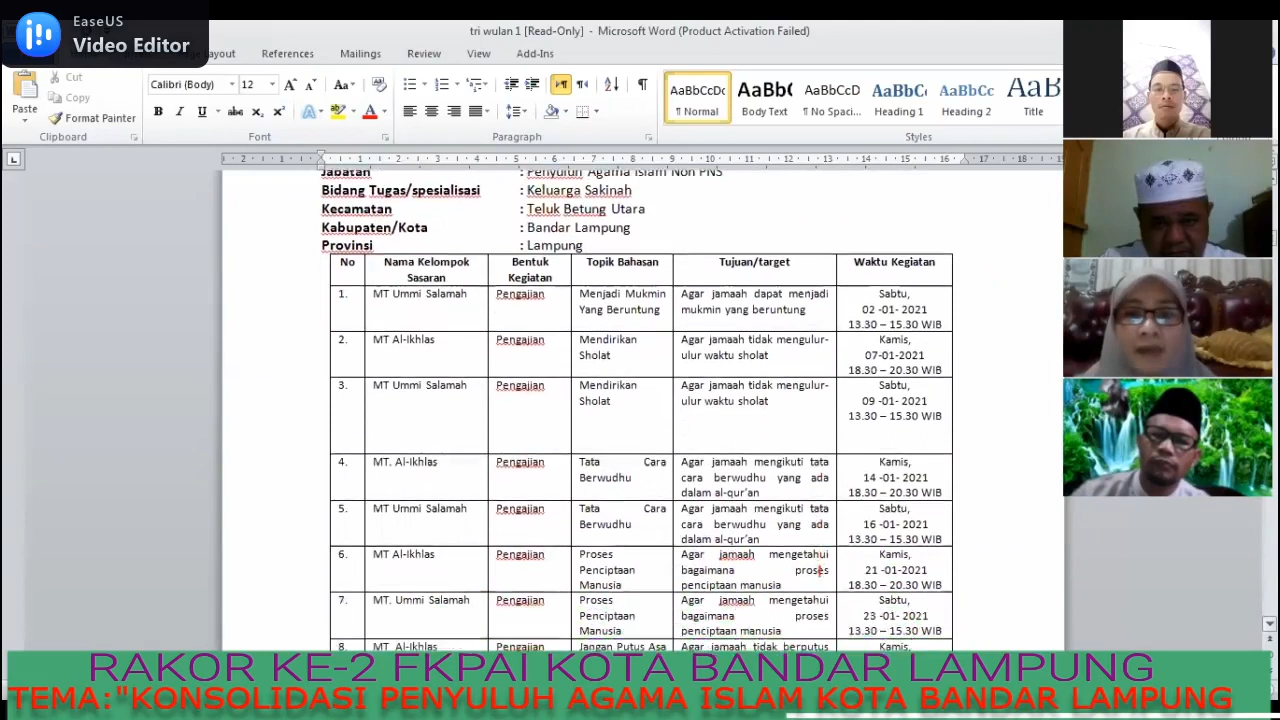 EaseUS
Video Editor
tri wulan 1 [Read-Only] - Microsoft Word (Product Activation Failed)
Layout References Mailings Review View Add-Ins
Paste
Cut
Copy
Format Painter
Calibri (Body) 12
AaBbCcDc AaBb( AaBbCcD AaBbC AaBbCc AaB
¶ Normal Body Text ¶ No Spaci... Heading 1 Heading 2 Title
Clipboard Font Paragraph Styles
Jabatan : Penyuluh Agama Islam Non PNS
Bidang Tugas/spesialisasi : Keluarga Sakinah
Kecamatan : Teluk Betung Utara
Kabupaten/Kota : Bandar Lampung
Provinsi : Lampung
No Nama Kelompok Sasaran Bentuk Kegiatan Topik Bahasan Tujuan/target Waktu Kegiatan
1. MT Ummi Salamah Pengajian Menjadi Mukmin Yang Beruntung Agar jamaah dapat menjadi mukmin yang beruntung Sabtu, 02 -01- 2021 13.30 – 15.30 WIB
2. MT Al-Ikhlas Pengajian Mendirikan Sholat Agar jamaah tidak mengulur-ulur waktu sholat Kamis, 07-01-2021 18.30 – 20.30 WIB
3. MT Ummi Salamah Pengajian Mendirikan Sholat Agar jamaah tidak mengulur-ulur waktu sholat Sabtu, 09 -01- 2021 13.30 – 15.30 WIB
4. MT. Al-Ikhlas Pengajian Tata Cara Berwudhu Agar jamaah mengikuti tata cara berwudhu yang ada dalam al-qur'an Kamis, 14 -01- 2021 18.30 – 20.30 WIB
5. MT Ummi Salamah Pengajian Tata Cara Berwudhu Agar jamaah mengikuti tata cara berwudhu yang ada dalam al-qur'an Sabtu, 16 -01- 2021 13.30 – 15.30 WIB
6. MT Al-Ikhlas Pengajian Proses Penciptaan Manusia Agar jamaah mengetahui bagaimana proses penciptaan manusia Kamis, 21 -01-2021 18.30 – 20.30 WIB
7. MT. Ummi Salamah Pengajian Proses Penciptaan Manusia Agar jamaah mengetahui bagaimana proses penciptaan manusia Sabtu, 23 -01- 2021 13.30 – 15.30 WIB
8. MT Al-Ikhlas Pengajian Jangan Putus Asa Agar jamaah tidak berputus Kamis,
RAKOR KE-2 FKPAI KOTA BANDAR LAMPUNG
TEMA:"KONSOLIDASI PENYULUH AGAMA ISLAM KOTA BANDAR LAMPUNG